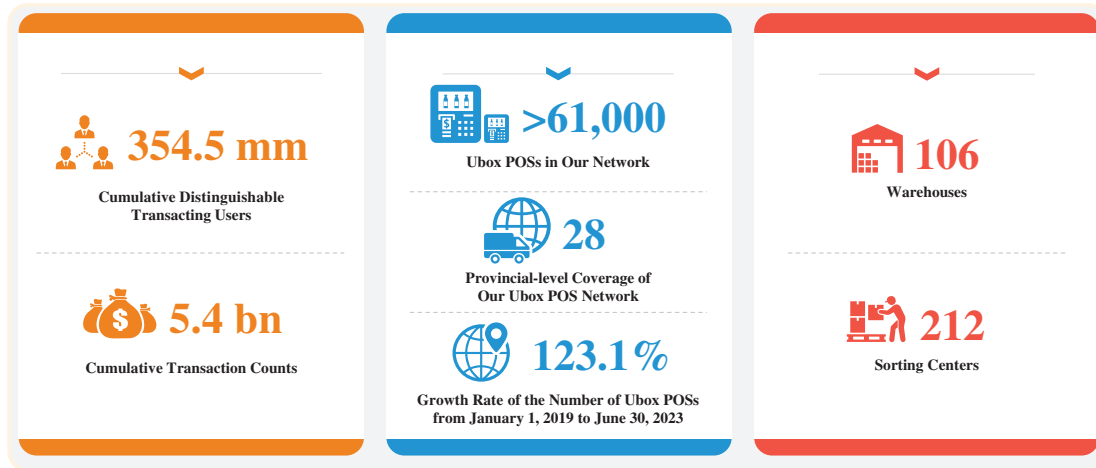 354.5 mm
Cumulative Distinguishable
Transacting Users
5.4 bn
Cumulative Transaction Counts
>61,000
Ubox POSs in Our Network
28
Provincial-level Coverage of
Our Ubox POS Network
123.1%
Growth Rate of the Number of Ubox POSs
from January 1, 2019 to June 30, 2023
106
Warehouses
212
Sorting Centers